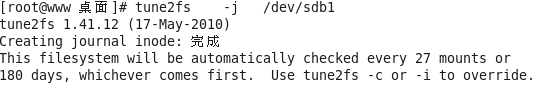 [root@www 桌面]# tune2fs    -j   /dev/sdb1
tune2fs 1.41.12 (17-May-2010)
Creating journal inode: 完成
This filesystem will be automatically checked every 27 mounts or
180 days, whichever comes first.  Use tune2fs -c or -i to override.